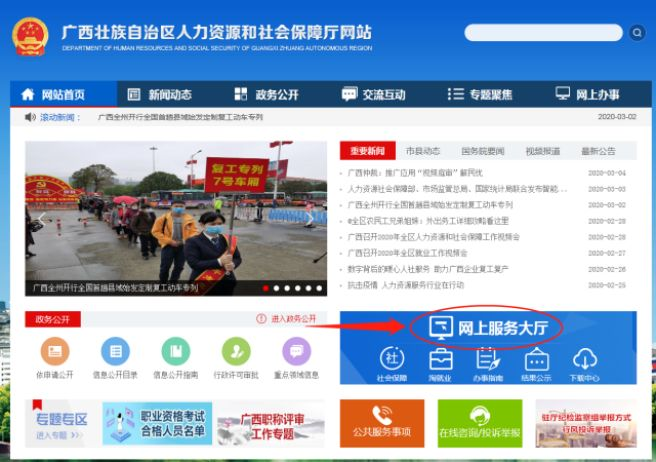 广西壮族自治区人力资源和社会保障厅网站
DEPARTMENT OF HUMAN RESOURCES AND SOCIAL SECURITY OF GUANGXI ZHUANG AUTONOMOUS REGION
网站首页 新闻动态 政务公开 交流互动 专题聚焦 网上办事
滚动新闻： 广西全州开行全国首趟县域始发定制复工动车专列 2020-03-02
复工专列
7号车厢
广西全州开行全国首趟县域始发定制复工动车专列
重要新闻 市县动态 国务院要闻 视频报道 最新公告
广西仲裁：推广应用“视频庭审”解民忧 2020-03-04
人力资源社会保障部、市场监管总局、国家统计局联合发布智能... 2020-03-03
广西全州开行全国首趟县域始发定制复工动车专列 2020-03-02
@全区农民工兄弟姐妹：外出务工详细攻略看这里 2020-02-28
广西召开2020年全区人力资源和社会保障工作视频会 2020-02-28
广西召开2020年全区就业工作视频会 2020-02-27
数字背后的暖心人社服务 助力广西企业复工复产 2020-02-26
抗击疫情 人力资源服务行业在行动 2020-02-25
政务公开 进入政务公开
依申请公开 信息公开目录 信息公开指南 行政许可审批 重点领域信息
网上服务大厅
社
社会保障 淘就业 办事指南 结果公示 下载中心
专题专区
进入专题
职业资格考试
合格人员名单
广西职称评审
工作专题
公共服务事项
在线咨询/投诉举报
驻厅纪检监察组举报方式
行风投诉举报